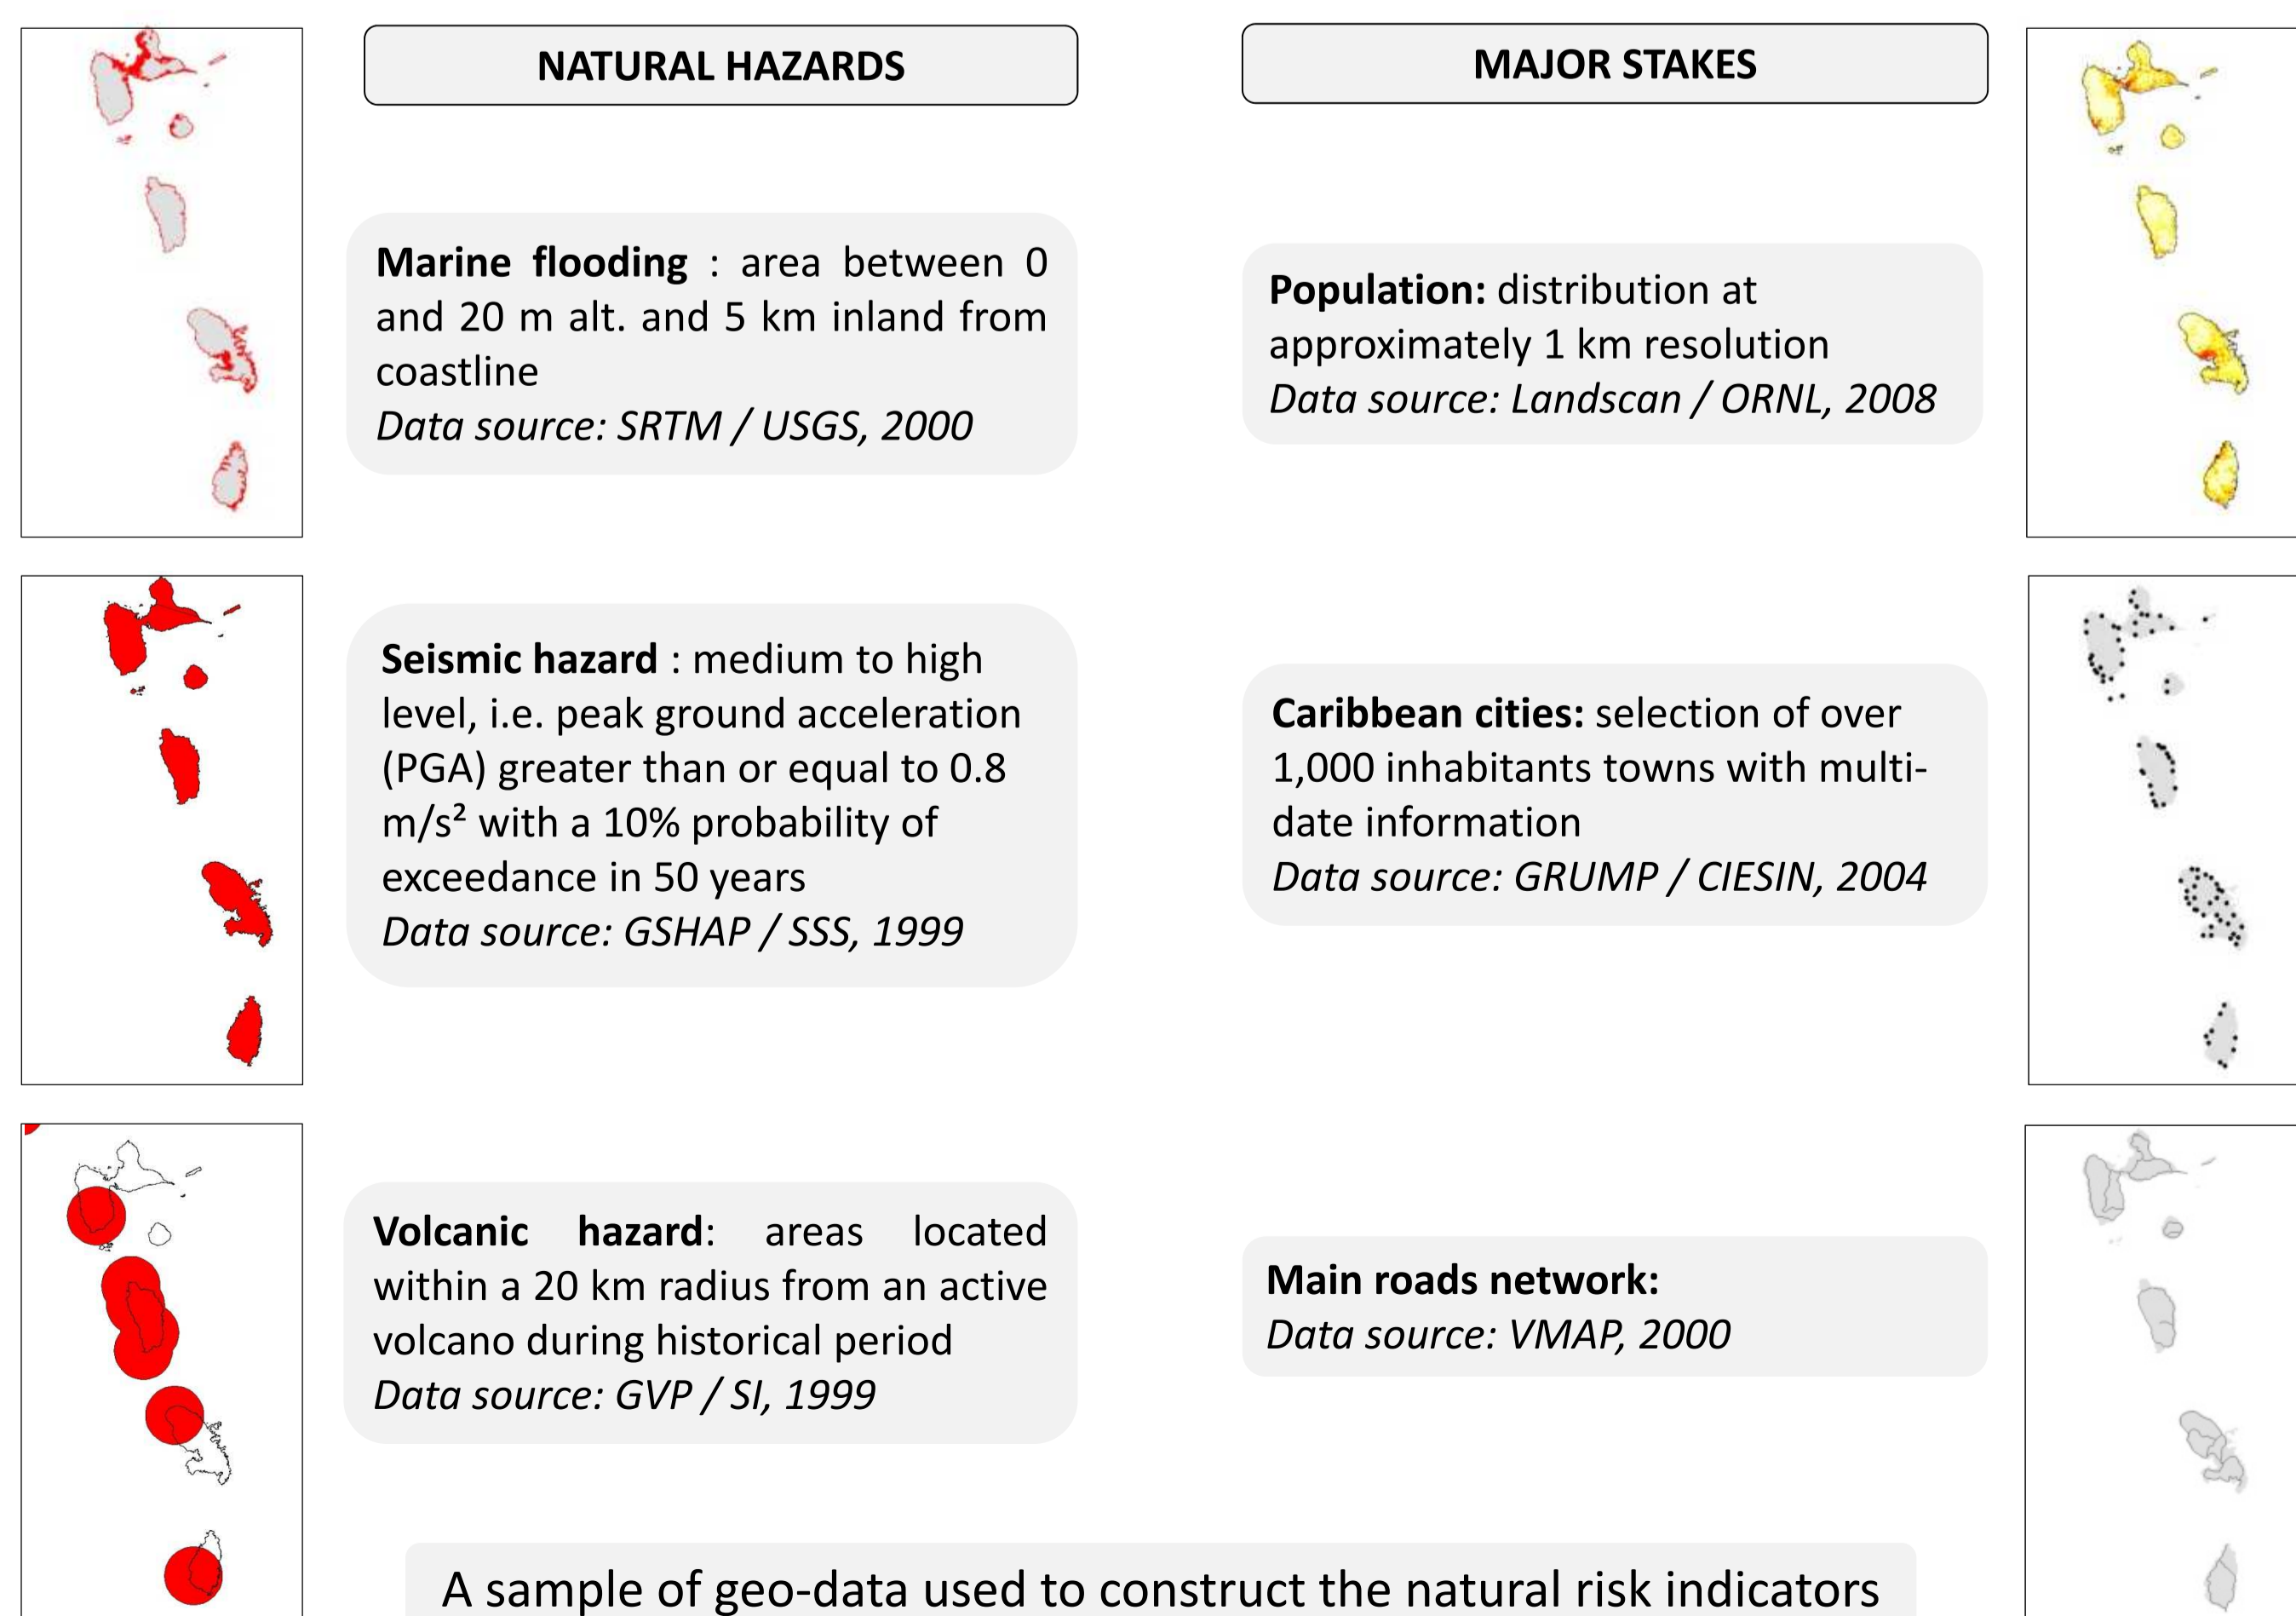 NATURAL HAZARDS
MAJOR STAKES
Marine flooding : area between 0
and 20 m alt. and 5 km inland from
coastline
Data source: SRTM / USGS, 2000
Population: distribution at
approximately 1 km resolution
Data source: Landscan / ORNL, 2008
Seismic hazard : medium to high
level, i.e. peak ground acceleration
(PGA) greater than or equal to 0.8
m/s² with a 10% probability of
exceedance in 50 years
Data source: GSHAP / SSS, 1999
Caribbean cities: selection of over
1,000 inhabitants towns with multi-
date information
Data source: GRUMP / CIESIN, 2004
Volcanic hazard: areas located
within a 20 km radius from an active
volcano during historical period
Data source: GVP / SI, 1999
Main roads network:
Data source: VMAP, 2000
A sample of geo-data used to construct the natural risk indicators